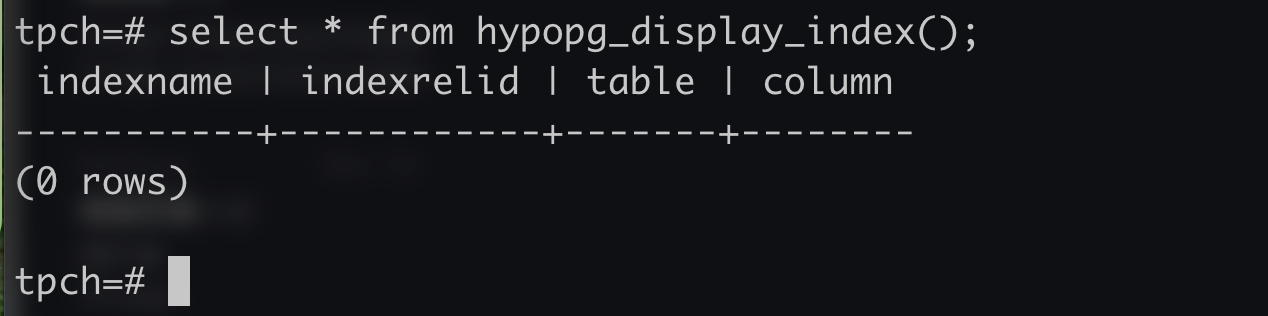 tpch=# select * from hypopg_display_index();
 indexname | indexrelid | table | column
-----------+------------+-------+--------
(0 rows)
tpch=#